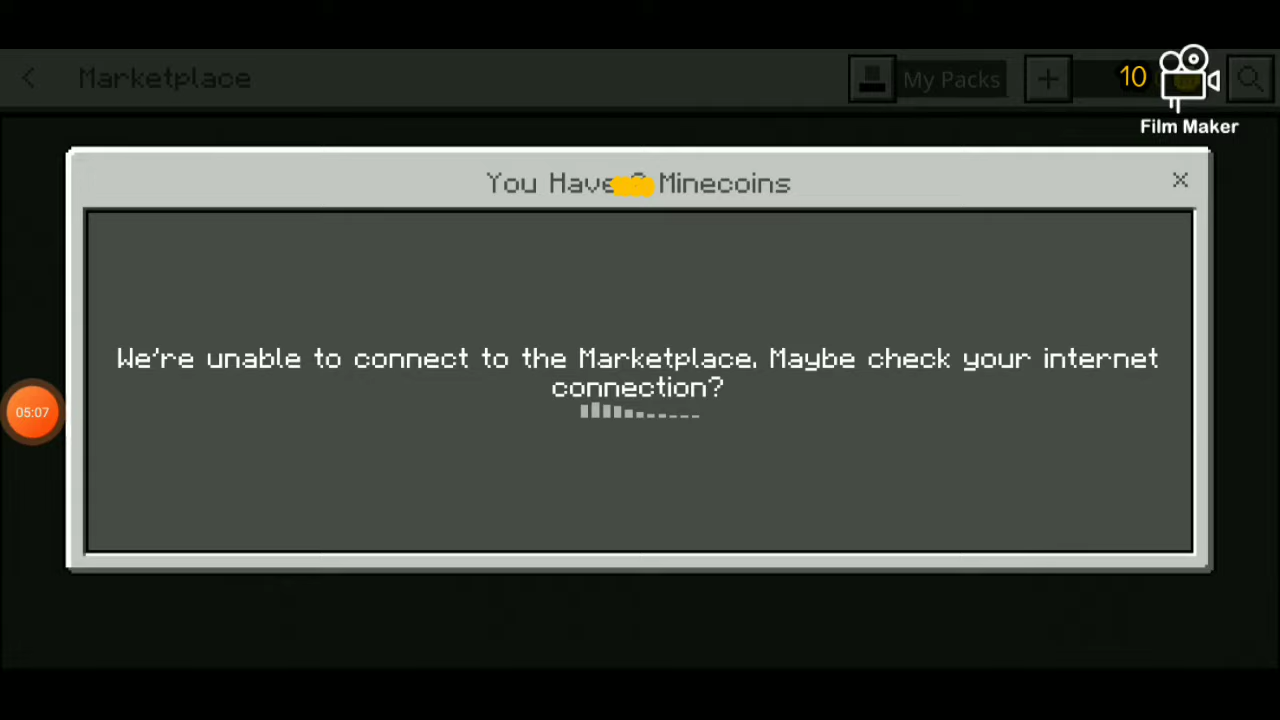 Marketplace
My Packs
10
Film Maker
You Have Minecoins
We're unable to connect to the Marketplace. Maybe check your internet
connection?
05:07